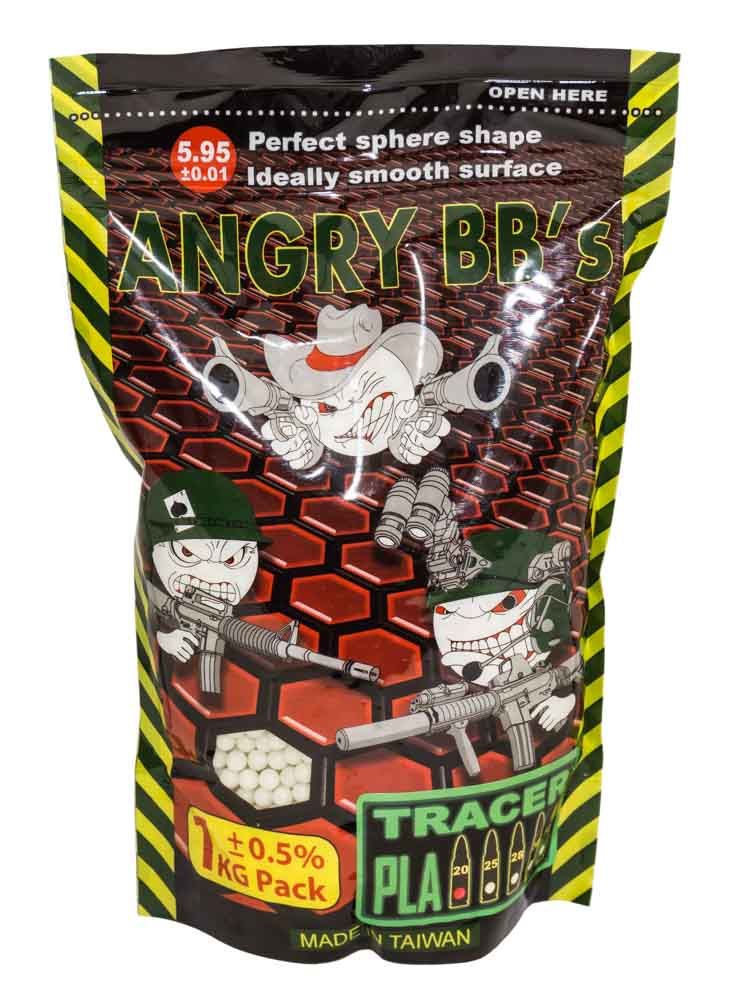 OPEN HERE
5.95
±0.01
Perfect sphere shape
Ideally smooth surface
ANGRY BB's
TRACER
PLA
20 25 28
1 ±0.5%
KG Pack
MADE IN TAIWAN